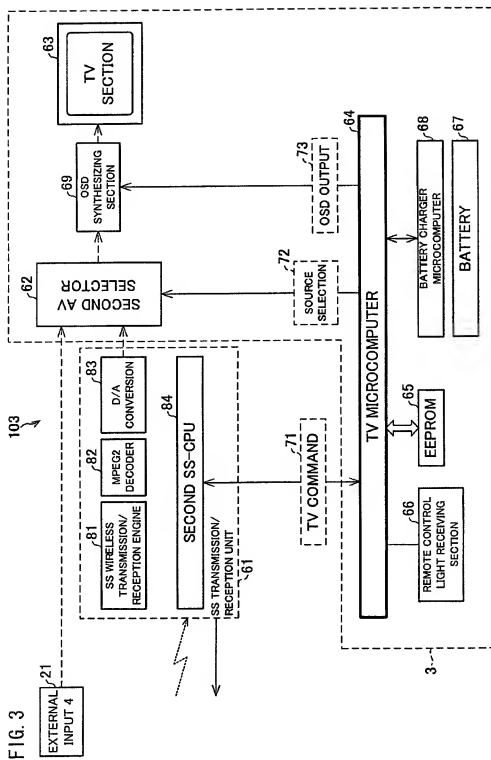 FIG. 3
103
21
EXTERNAL
INPUT 4
62
SECOND AV
SELECTOR
69
OSD
SYNTHESIZING
SECTION
63
TV
SECTION
81
SS WIRELESS
TRANSMISSION/
RECEPTION ENGINE
82
MPEG2
DECODER
83
D/A
CONVERSION
84
SECOND SS-CPU
SS TRANSMISSION/
RECEPTION UNIT
61
72
SOURCE
SELECTION
73
OSD OUTPUT
71
TV COMMAND
64
TV MICROCOMPUTER
66
REMOTE CONTROL
LIGHT RECEIVING
SECTION
65
EEPROM
68
BATTERY CHARGER
MICROCOMPUTER
67
BATTERY
3